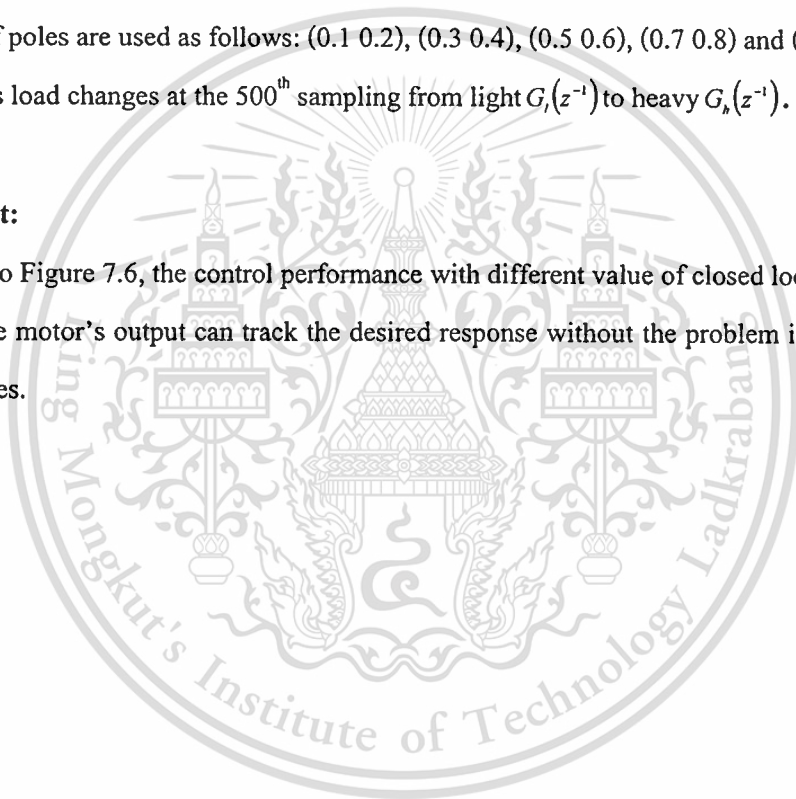 f poles are used as follows: (0.1 0.2), (0.3 0.4), (0.5 0.6), (0.7 0.8) and (
s load changes at the 500th sampling from light G_l(z^{-1}) to heavy G_h(z^{-1}).
t:
o Figure 7.6, the control performance with different value of closed loo
e motor's output can track the desired response without the problem i
es.
King Mongkut's Institute of Technology Ladkrabang